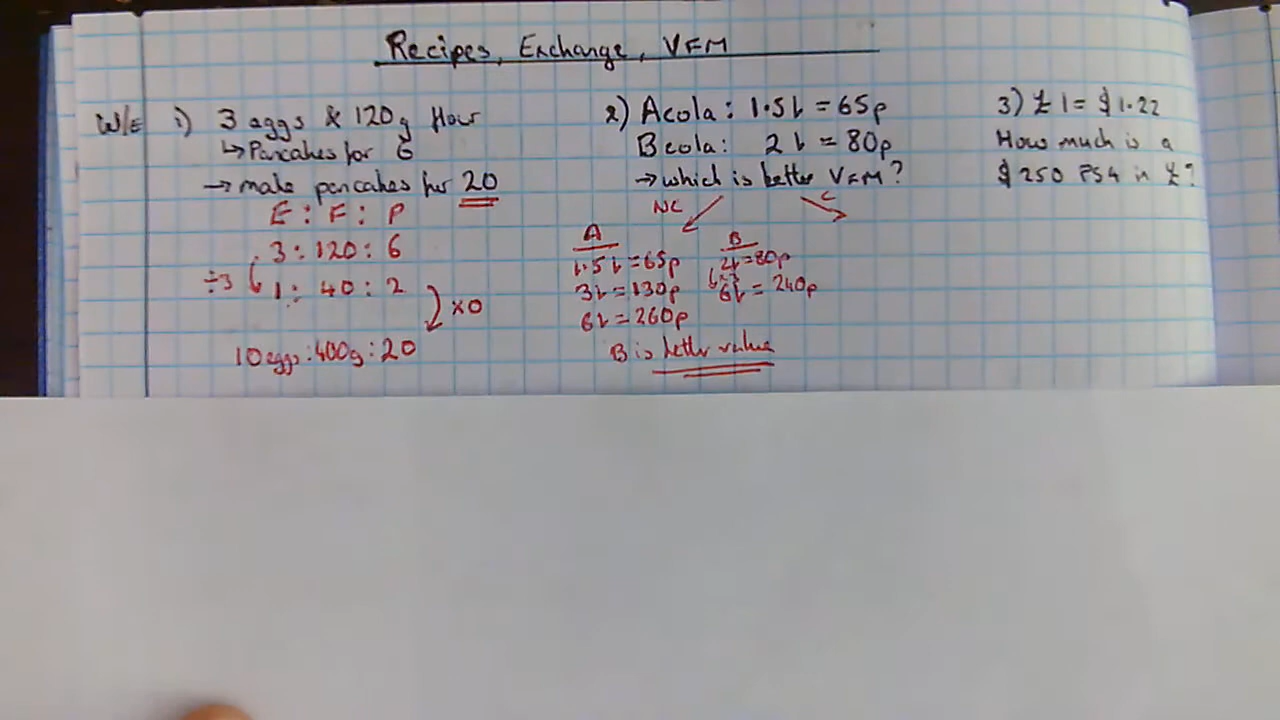 Recipes, Exchange, VFM
W/E 1) 3 eggs & 120g flour
↳ Pancakes for 6
→ make pancakes for 20
E : F : P
3 : 120 : 6
÷3
1 : 40 : 2
×0
10 eggs : 400g : 20
2) A cola : 1.5l = 65p
B cola : 2l = 80p
→ which is better VFM?
NC
C
A
1.5l = 65p
3l = 130p
6l = 260p
B
2l = 80p
×3
6l = 240p
B is better value
3) £1 = $1.22
How much is a
$250 PS4 in £?